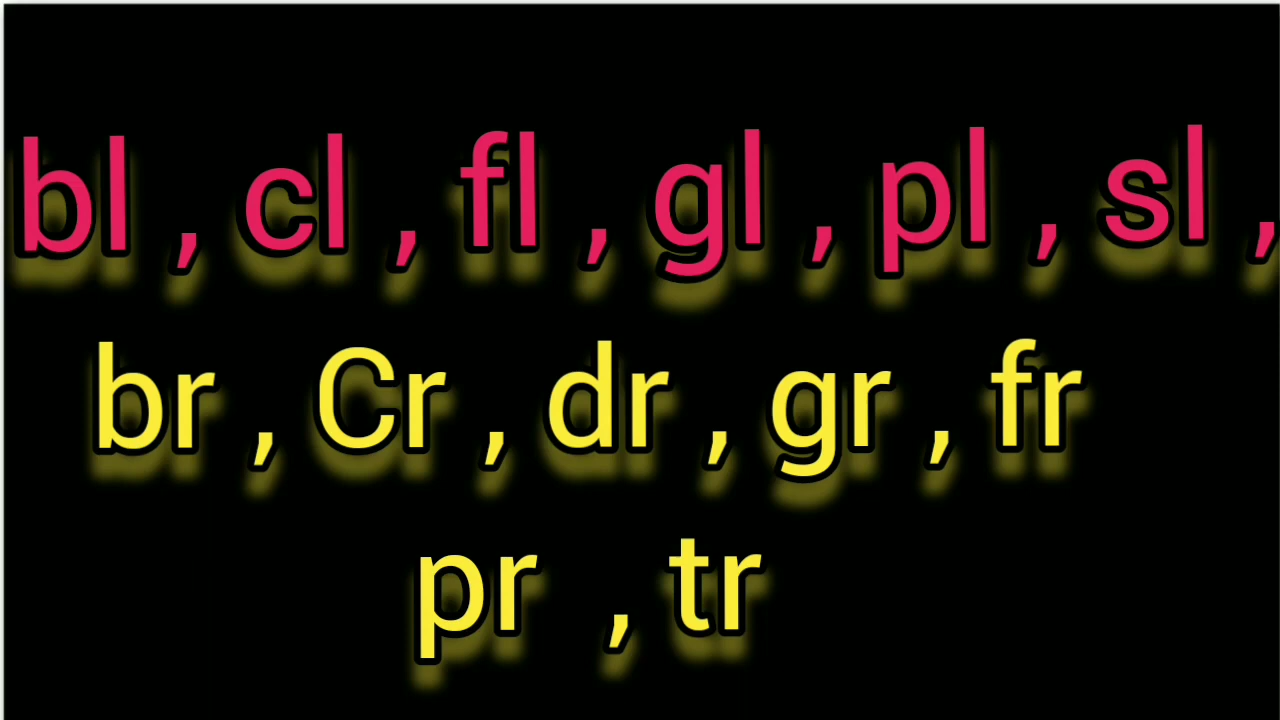 bl , cl , fl , gl , pl , sl ,
br , Cr , dr , gr , fr
pr , tr